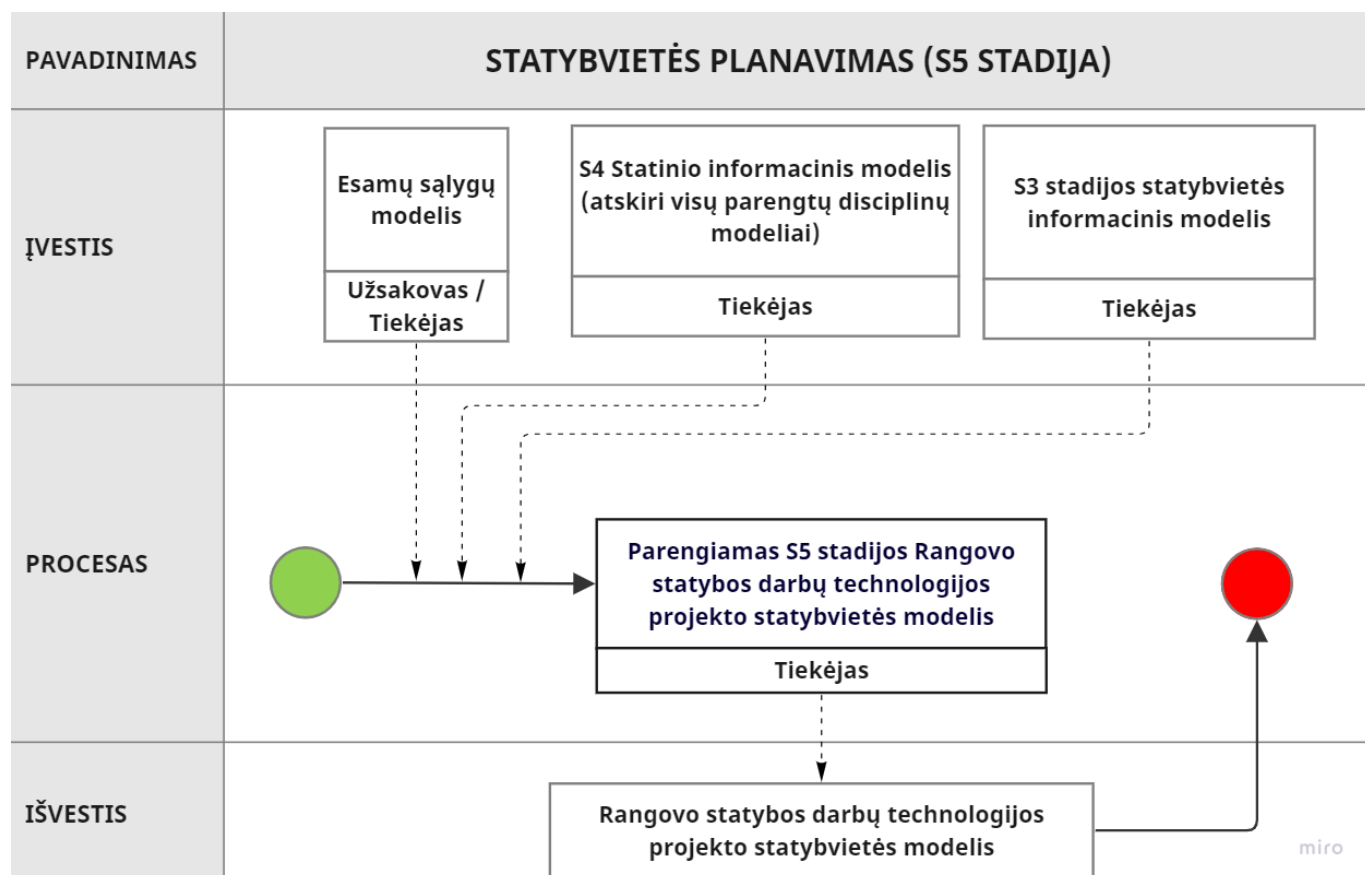 PAVADINIMAS
STATYBVIETĖS PLANAVIMAS (S5 STADIJA)
ĮVESTIS
Esamų sąlygų
modelis
Užsakovas /
Tiekėjas
S4 Statinio informacinis modelis
(atskiri visų parengtų disciplinų
modeliai)
Tiekėjas
S3 stadijos statybvietės
informacinis modelis
Tiekėjas
PROCESAS
Parengiamas S5 stadijos Rangovo
statybos darbų technologijos
projekto statybvietės modelis
Tiekėjas
IŠVESTIS
Rangovo statybos darbų technologijos
projekto statybvietės modelis
miro